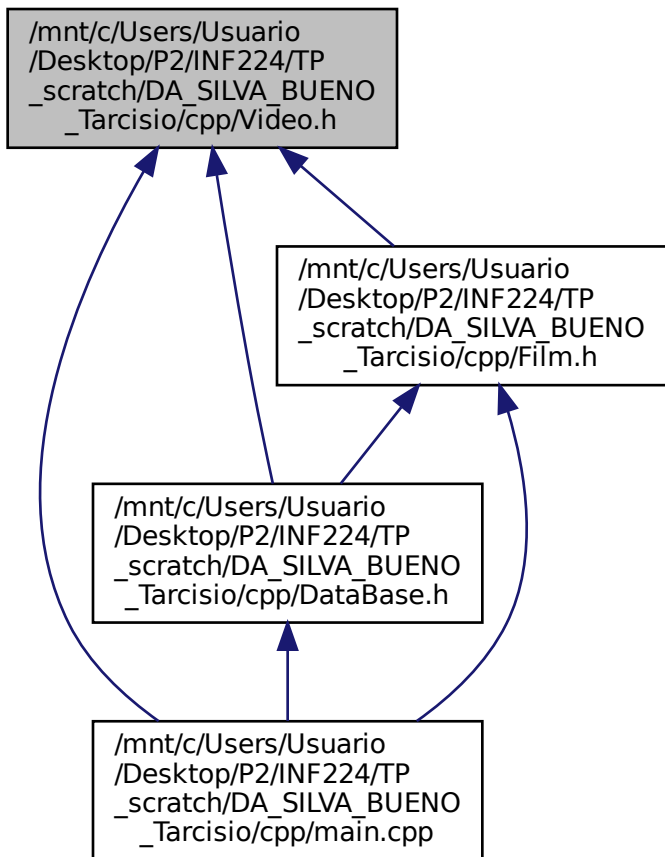 /mnt/c/Users/Usuario
/Desktop/P2/INF224/TP
_scratch/DA_SILVA_BUENO
_Tarcisio/cpp/Video.h
/mnt/c/Users/Usuario
/Desktop/P2/INF224/TP
_scratch/DA_SILVA_BUENO
_Tarcisio/cpp/Film.h
/mnt/c/Users/Usuario
/Desktop/P2/INF224/TP
_scratch/DA_SILVA_BUENO
_Tarcisio/cpp/DataBase.h
/mnt/c/Users/Usuario
/Desktop/P2/INF224/TP
_scratch/DA_SILVA_BUENO
_Tarcisio/cpp/main.cpp